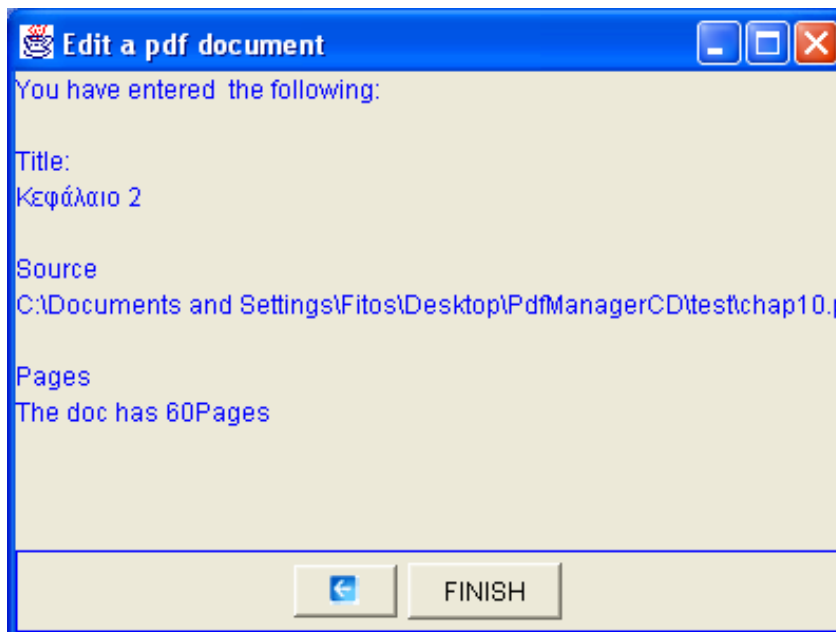 Edit a pdf document
You have entered  the following:
Title:
Κεφάλαιο 2
Source
C:\Documents and Settings\Fitos\Desktop\PdfManagerCD\test\chap10.p
Pages
The doc has 60Pages
FINISH